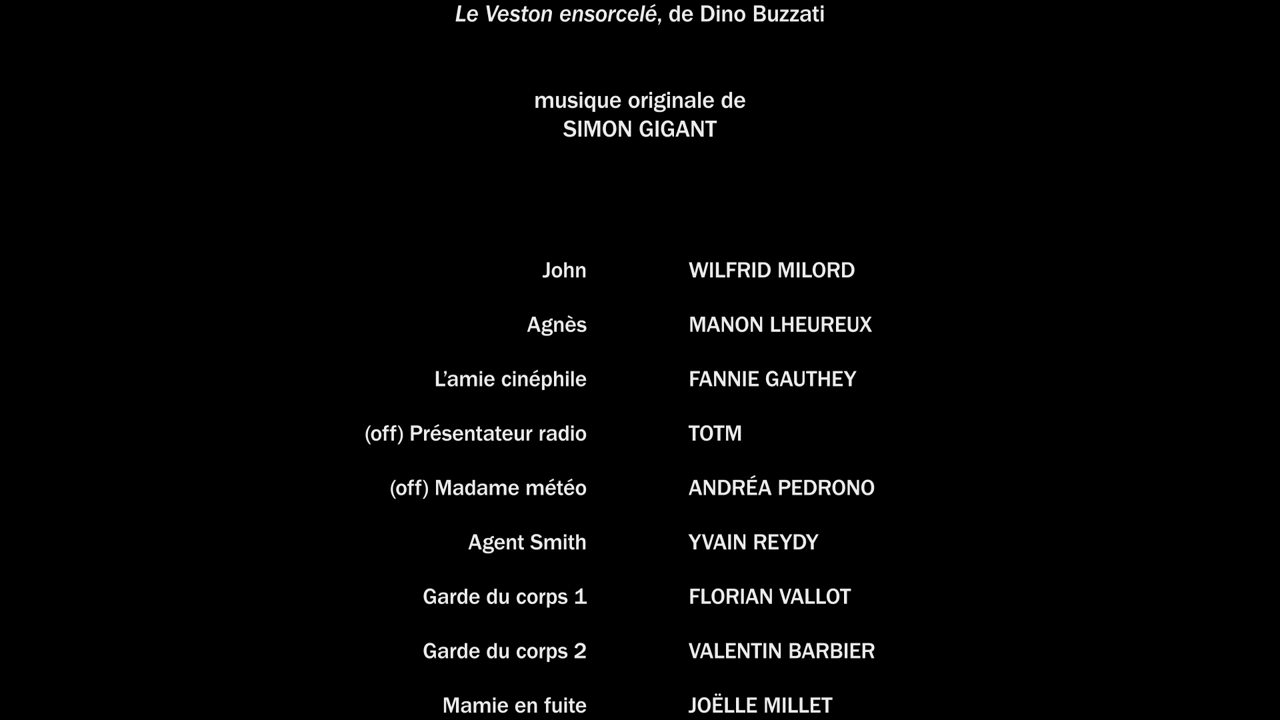 Le Veston ensorcelé, de Dino Buzzati
musique originale de
SIMON GIGANT
John WILFRID MILORD
Agnès MANON LHEUREUX
L’amie cinéphile FANNIE GAUTHEY
(off) Présentateur radio TOTM
(off) Madame météo ANDRÉA PEDRONO
Agent Smith YVAIN REYDY
Garde du corps 1 FLORIAN VALLOT
Garde du corps 2 VALENTIN BARBIER
Mamie en fuite JOËLLE MILLET